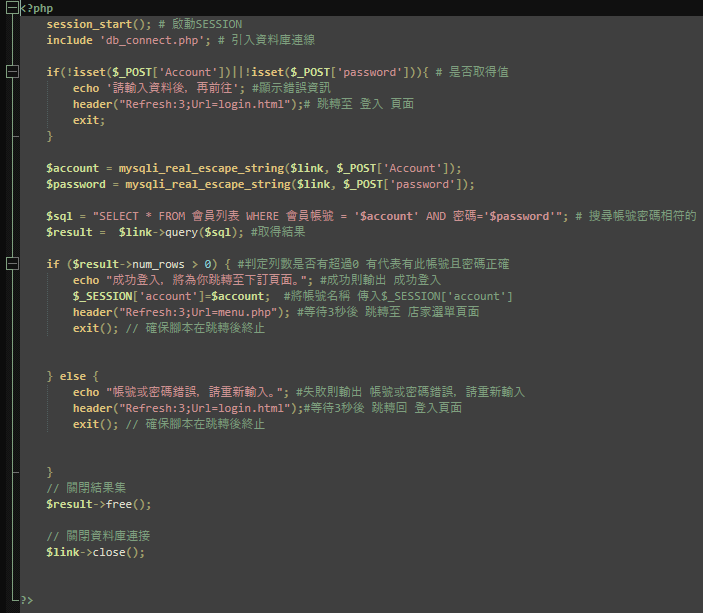 <?php
session_start(); # 啟動SESSION
include 'db_connect.php'; # 引入資料庫連線
if(!isset($_POST['Account'])||!isset($_POST['password'])){ # 是否取得值
echo '請輸入資料後, 再前往'; #顯示錯誤資訊
header("Refresh:3;Url=login.html");# 跳轉至 登入 頁面
exit;
}
$account = mysqli_real_escape_string($link, $_POST['Account']);
$password = mysqli_real_escape_string($link, $_POST['password']);
$sql = "SELECT * FROM 會員列表 WHERE 會員帳號 = '$account' AND 密碼='$password'"; # 搜尋帳號密碼相符的
$result =  $link->query($sql); #取得結果
if ($result->num_rows > 0) { #判定列數是否有超過0 有代表有此帳號且密碼正確
echo "成功登入, 將為你跳轉至下訂頁面。"; #成功則輸出 成功登入
$_SESSION['account']=$account;  #將帳號名稱 傳入$_SESSION['account']
header("Refresh:3;Url=menu.php"); #等待3秒後 跳轉至 店家選單頁面
exit(); // 確保腳本在跳轉後終止
} else {
echo "帳號或密碼錯誤, 請重新輸入。"; #失敗則輸出 帳號或密碼錯誤, 請重新輸入
header("Refresh:3;Url=login.html");#等待3秒後 跳轉回 登入頁面
exit(); // 確保腳本在跳轉後終止
}
// 關閉結果集
$result->free();
// 關閉資料庫連接
$link->close();
?>